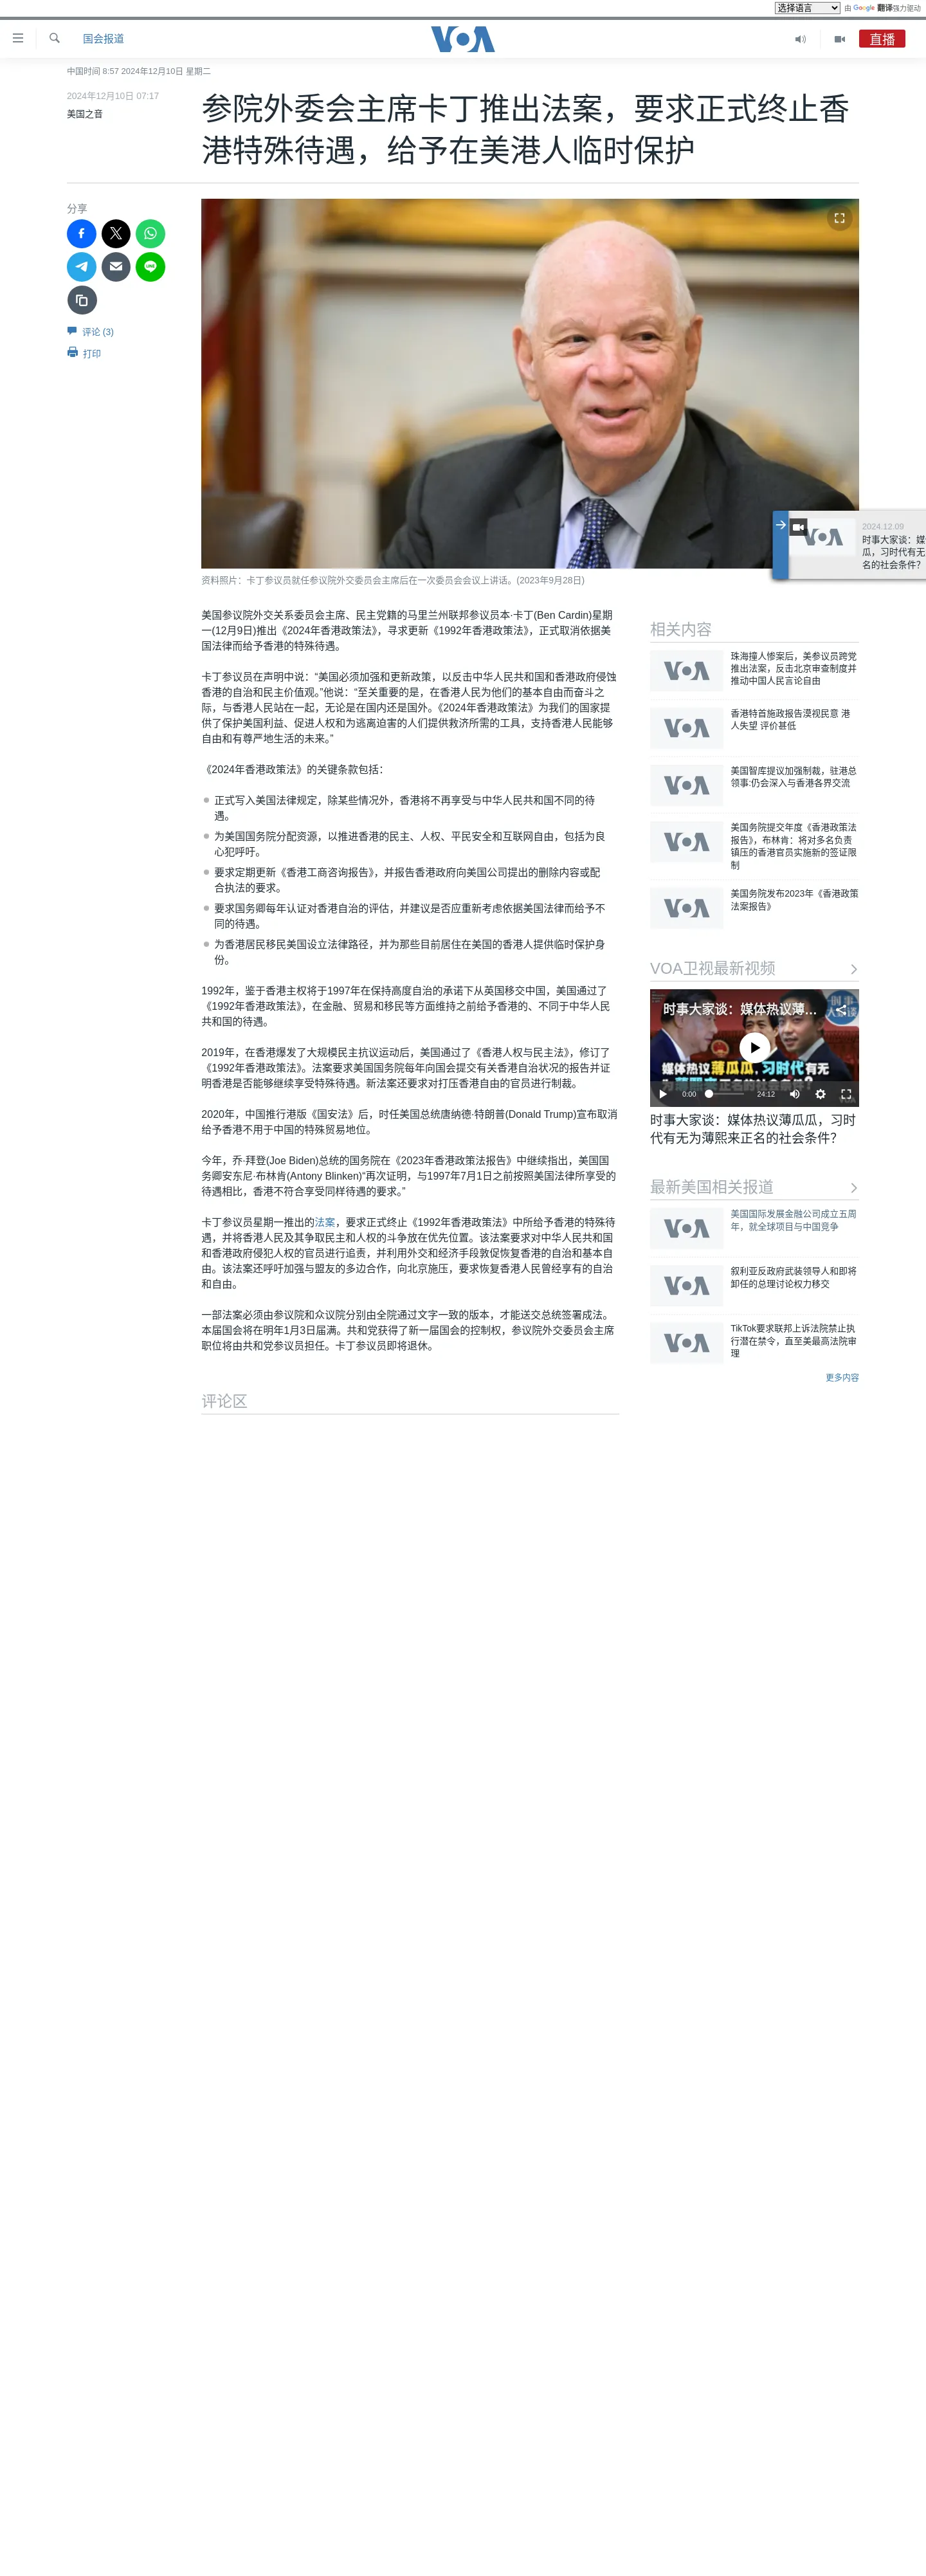 选择语言
由 Google 翻译强力驱动
国会报道
VOA
直播
中国时间 8:57 2024年12月10日 星期二
2024年12月10日 07:17
美国之音
参院外委会主席卡丁推出法案，要求正式终止香
港特殊待遇，给予在美港人临时保护
分享
评论 (3)
打印
资料照片：卡丁参议员就任参议院外交委员会主席后在一次委员会会议上讲话。(2023年9月28日)
2024.12.09
时事大家谈：媒
瓜，习时代有无
名的社会条件？
美国参议院外交关系委员会主席、民主党籍的马里兰州联邦参议员本·卡丁(Ben Cardin)星期
一(12月9日)推出《2024年香港政策法》，寻求更新《1992年香港政策法》，正式取消依据美
国法律而给予香港的特殊待遇。
卡丁参议员在声明中说：“美国必须加强和更新政策，以反击中华人民共和国和香港政府侵蚀
香港的自治和民主价值观。”他说：“至关重要的是，在香港人民为他们的基本自由而奋斗之
际，与香港人民站在一起，无论是在国内还是国外。《2024年香港政策法》为我们的国家提
供了保护美国利益、促进人权和为逃离迫害的人们提供救济所需的工具，支持香港人民能够
自由和有尊严地生活的未来。”
《2024年香港政策法》的关键条款包括：
正式写入美国法律规定，除某些情况外，香港将不再享受与中华人民共和国不同的待
遇。
为美国国务院分配资源，以推进香港的民主、人权、平民安全和互联网自由，包括为良
心犯呼吁。
要求定期更新《香港工商咨询报告》，并报告香港政府向美国公司提出的删除内容或配
合执法的要求。
要求国务卿每年认证对香港自治的评估，并建议是否应重新考虑依据美国法律而给予不
同的待遇。
为香港居民移民美国设立法律路径，并为那些目前居住在美国的香港人提供临时保护身
份。
1992年，鉴于香港主权将于1997年在保持高度自治的承诺下从英国移交中国，美国通过了
《1992年香港政策法》，在金融、贸易和移民等方面维持之前给予香港的、不同于中华人民
共和国的待遇。
2019年，在香港爆发了大规模民主抗议运动后，美国通过了《香港人权与民主法》，修订了
《1992年香港政策法》。法案要求美国国务院每年向国会提交有关香港自治状况的报告并证
明香港是否能够继续享受特殊待遇。新法案还要求对打压香港自由的官员进行制裁。
2020年，中国推行港版《国安法》后，时任美国总统唐纳德·特朗普(Donald Trump)宣布取消
给予香港不用于中国的特殊贸易地位。
今年，乔·拜登(Joe Biden)总统的国务院在《2023年香港政策法报告》中继续指出，美国国
务卿安东尼·布林肯(Antony Blinken)“再次证明，与1997年7月1日之前按照美国法律所享受的
待遇相比，香港不符合享受同样待遇的要求。”
卡丁参议员星期一推出的法案，要求正式终止《1992年香港政策法》中所给予香港的特殊待
遇，并将香港人民及其争取民主和人权的斗争放在优先位置。该法案要求对中华人民共和国
和香港政府侵犯人权的官员进行追责，并利用外交和经济手段敦促恢复香港的自治和基本自
由。该法案还呼吁加强与盟友的多边合作，向北京施压，要求恢复香港人民曾经享有的自治
和自由。
一部法案必须由参议院和众议院分别由全院通过文字一致的版本，才能送交总统签署成法。
本届国会将在明年1月3日届满。共和党获得了新一届国会的控制权，参议院外交委员会主席
职位将由共和党参议员担任。卡丁参议员即将退休。
评论区
相关内容
VOA
珠海撞人惨案后，美参议员跨党
推出法案，反击北京审查制度并
推动中国人民言论自由
VOA
香港特首施政报告漠视民意 港
人失望 评价甚低
VOA
美国智库提议加强制裁，驻港总
领事:仍会深入与香港各界交流
VOA
美国务院提交年度《香港政策法
报告》，布林肯：将对多名负责
镇压的香港官员实施新的签证限
制
VOA
美国务院发布2023年《香港政策
法案报告》
VOA卫视最新视频
时事大家谈：媒体热议薄...
媒体热议薄瓜瓜，习时代有无
为薄熙来正名的社会条件？
0:00
24:12
时事大家谈：媒体热议薄瓜瓜，习时
代有无为薄熙来正名的社会条件？
最新美国相关报道
VOA
美国国际发展金融公司成立五周
年，就全球项目与中国竞争
VOA
叙利亚反政府武装领导人和即将
卸任的总理讨论权力移交
VOA
TikTok要求联邦上诉法院禁止执
行潜在禁令，直至美最高法院审
理
更多内容